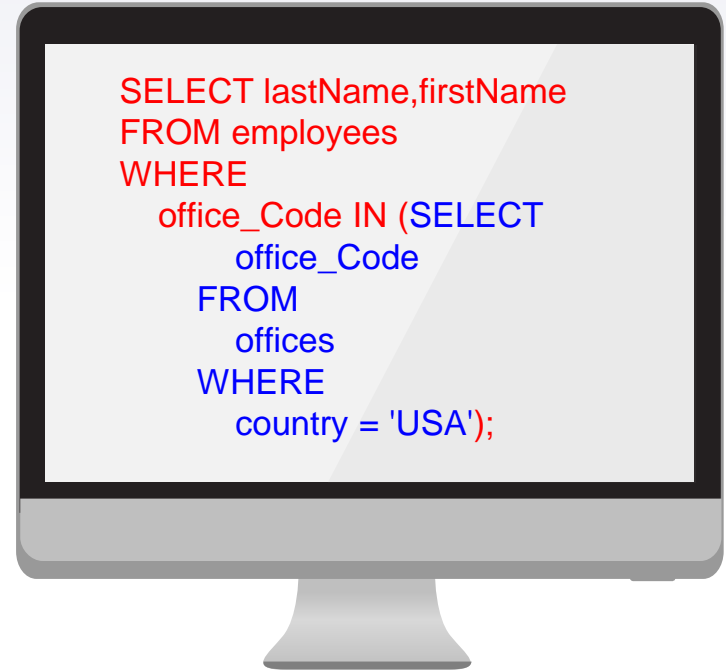 SELECT lastName,firstName
FROM employees
WHERE
office_Code IN (SELECT
office_Code
FROM
offices
WHERE
country = 'USA');